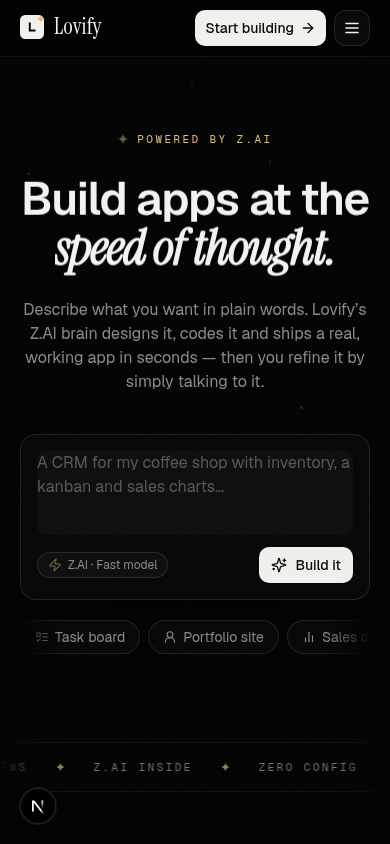 L Lovify
Start building
POWERED BY Z.AI
Build apps at the
speed of thought.
Describe what you want in plain words. Lovify's
Z.AI brain designs it, codes it and ships a real,
working app in seconds — then you refine it by
simply talking to it.
A CRM for my coffee shop with inventory, a
kanban and sales charts...
Z.AI · Fast model
Build it
Task board
Portfolio site
Sales
Z.AI INSIDE
ZERO CONFIG
N